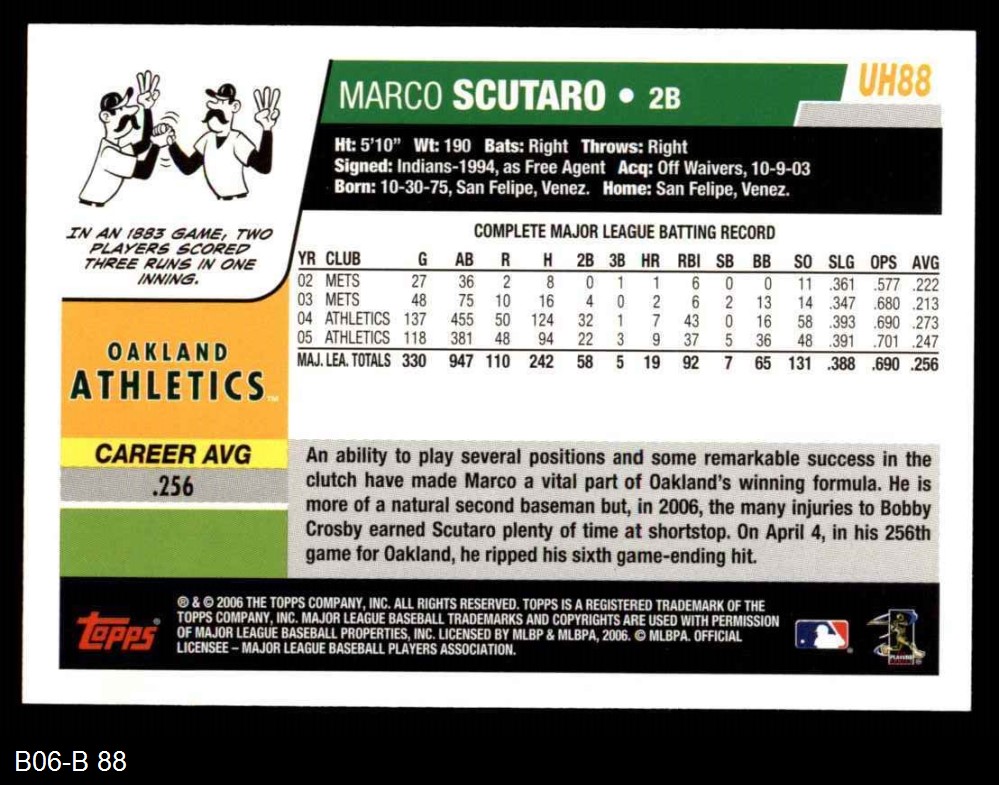 UH88
MARCO SCUTARO • 2B
Ht: 5'10" Wt: 190 Bats: Right Throws: Right
Signed: Indians-1994, as Free Agent Acq: Off Waivers, 10-9-03
Born: 10-30-75, San Felipe, Venez. Home: San Felipe, Venez.
IN AN 1883 GAME, TWO
PLAYERS SCORED
THREE RUNS IN ONE
INNING.
COMPLETE MAJOR LEAGUE BATTING RECORD
YR CLUB G AB R H 2B 3B HR RBI SB BB SO SLG OPS AVG
02 METS 27 36 2 8 0 1 1 6 0 0 11 .361 .577 .222
03 METS 48 75 10 16 4 0 2 6 2 13 14 .347 .680 .213
04 ATHLETICS 137 455 50 124 32 1 7 43 0 16 58 .393 .690 .273
05 ATHLETICS 118 381 48 94 22 3 9 37 5 36 48 .391 .701 .247
MAJ. LEA. TOTALS 330 947 110 242 58 5 19 92 7 65 131 .388 .690 .256
OAKLAND
ATHLETICS™
CAREER AVG
.256
An ability to play several positions and some remarkable success in the
clutch have made Marco a vital part of Oakland's winning formula. He is
more of a natural second baseman but, in 2006, the many injuries to Bobby
Crosby earned Scutaro plenty of time at shortstop. On April 4, in his 256th
game for Oakland, he ripped his sixth game-ending hit.
Topps®
® & © 2006 THE TOPPS COMPANY, INC. ALL RIGHTS RESERVED. TOPPS IS A REGISTERED TRADEMARK OF THE
TOPPS COMPANY, INC. MAJOR LEAGUE BASEBALL TRADEMARKS AND COPYRIGHTS ARE USED WITH PERMISSION
OF MAJOR LEAGUE BASEBALL PROPERTIES, INC. LICENSED BY MLBP & MLBPA, 2006. © MLBPA. OFFICIAL
LICENSEE – MAJOR LEAGUE BASEBALL PLAYERS ASSOCIATION.
B06-B 88